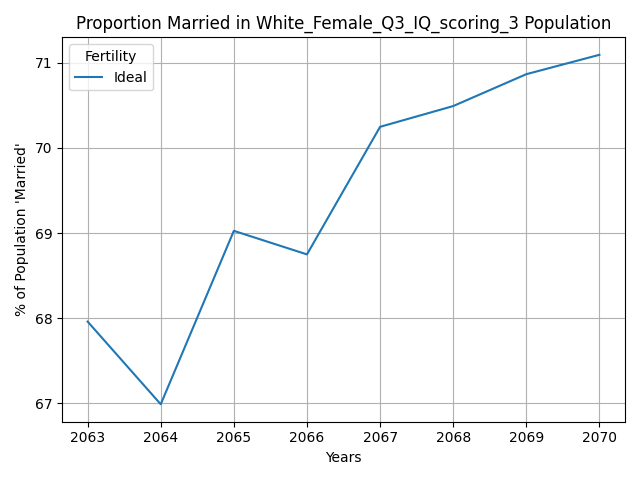 Proportion Married in White_Female_Q3_IQ_scoring_3 Population
Fertility
Ideal
% of Population 'Married'
71
70
69
68
67
2063 2064 2065 2066 2067 2068 2069 2070
Years